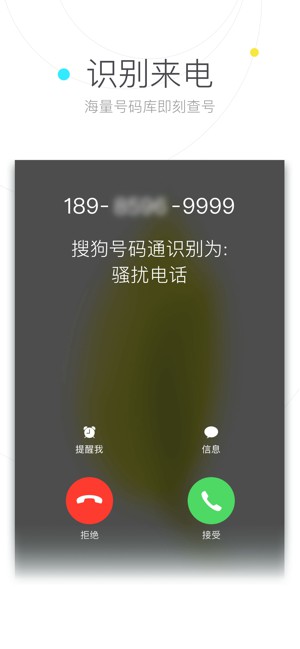 识别来电
海量号码库即刻查号
189- -9999
搜狗号码通识别为:
骚扰电话
提醒我
信息
拒绝
接受